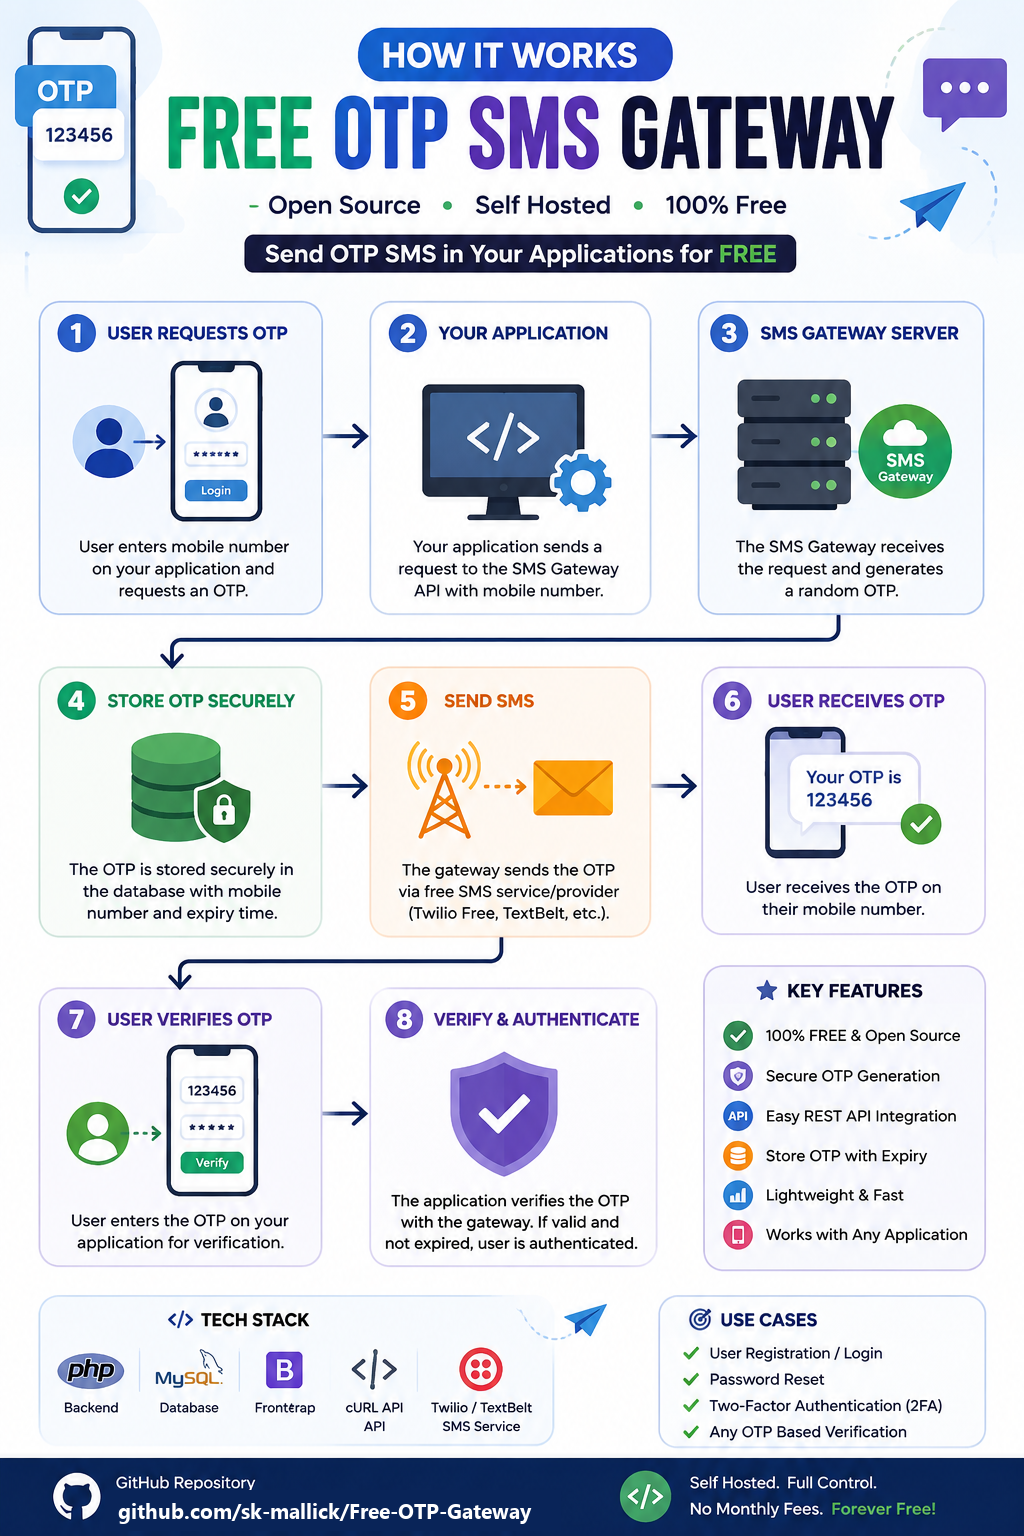 OTP
123456
HOW IT WORKS
FREE OTP SMS GATEWAY
- Open Source • Self Hosted • 100% Free
Send OTP SMS in Your Applications for FREE
1 USER REQUESTS OTP
******
Login
User enters mobile number
on your application and
requests an OTP.
2 YOUR APPLICATION
</>
Your application sends a
request to the SMS Gateway
API with mobile number.
3 SMS GATEWAY SERVER
SMS
Gateway
The SMS Gateway receives
the request and generates
a random OTP.
4 STORE OTP SECURELY
The OTP is stored securely in
the database with mobile
number and expiry time.
5 SEND SMS
The gateway sends the OTP
via free SMS service/provider
(Twilio Free, TextBelt, etc.).
6 USER RECEIVES OTP
Your OTP is
123456
User receives the OTP on
their mobile number.
7 USER VERIFIES OTP
123456
*****
Verify
User enters the OTP on your
application for verification.
8 VERIFY & AUTHENTICATE
The application verifies the OTP
with the gateway. If valid and
not expired, user is authenticated.
KEY FEATURES
100% FREE & Open Source
Secure OTP Generation
API Easy REST API Integration
Store OTP with Expiry
Lightweight & Fast
Works with Any Application
</> TECH STACK
php
Backend
MySQL
Database
B
Frontrap
</>
cURL API
API
Twilio / TextBelt
SMS Service
USE CASES
User Registration / Login
Password Reset
Two-Factor Authentication (2FA)
Any OTP Based Verification
GitHub Repository
github.com/sk-mallick/Free-OTP-Gateway
</>
Self Hosted. Full Control.
No Monthly Fees. Forever Free!